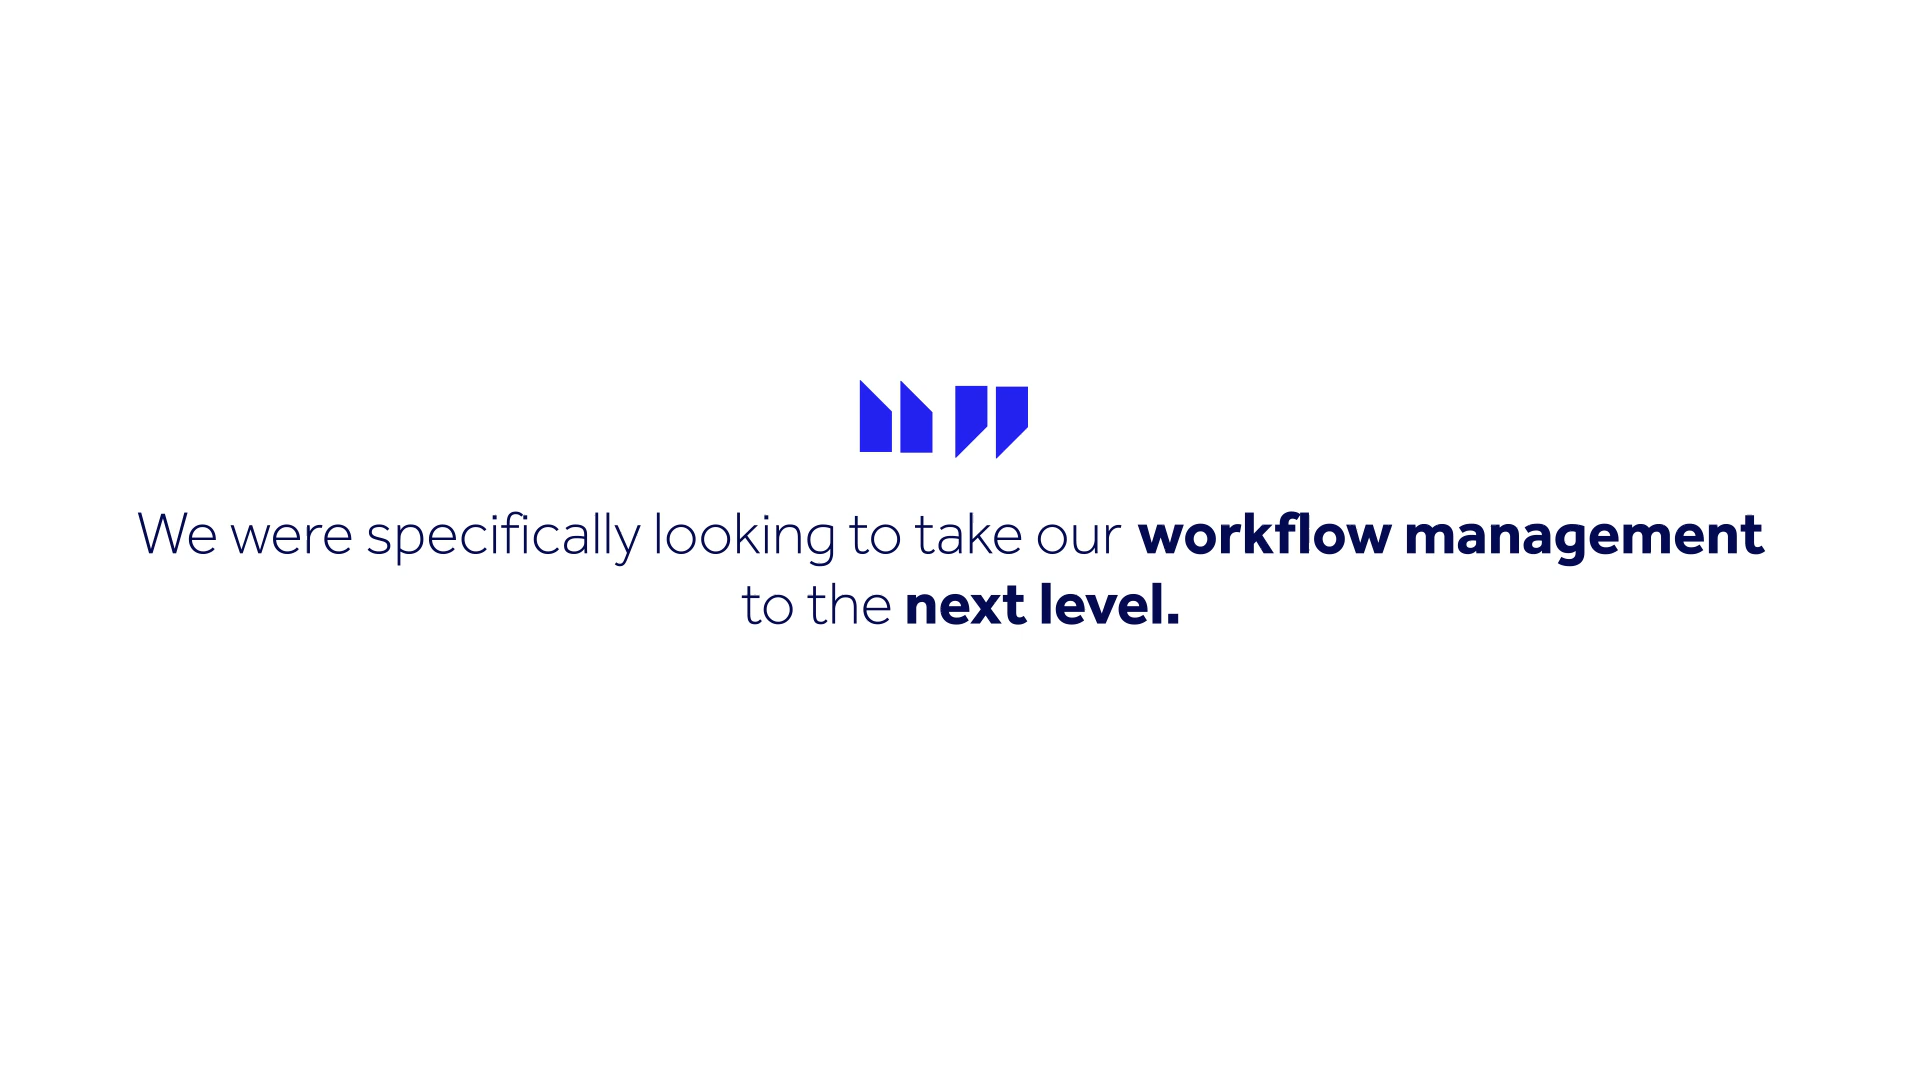 We were specifically looking to take our workflow management
to the next level.